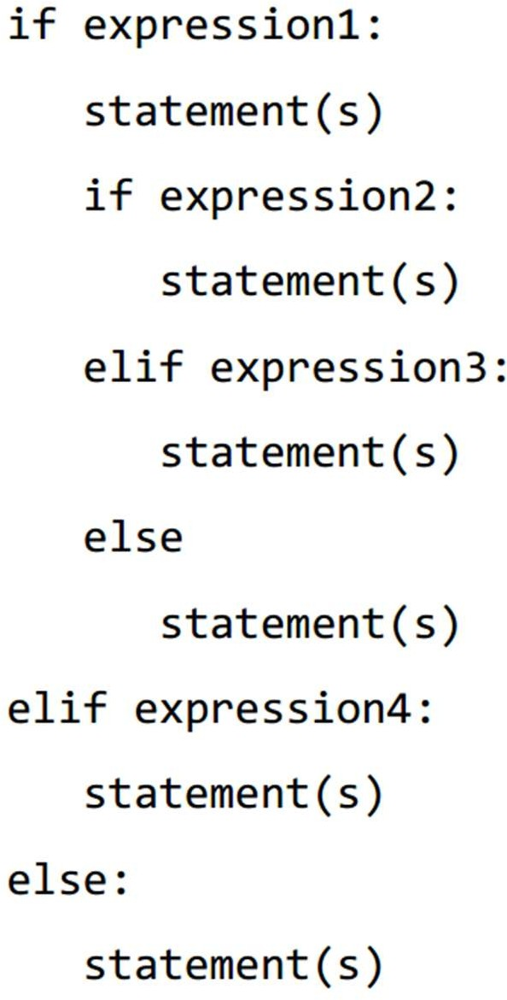 if expression1:
   statement(s)
   if expression2:
      statement(s)
   elif expression3:
      statement(s)
   else
      statement(s)
elif expression4:
   statement(s)
else:
   statement(s)